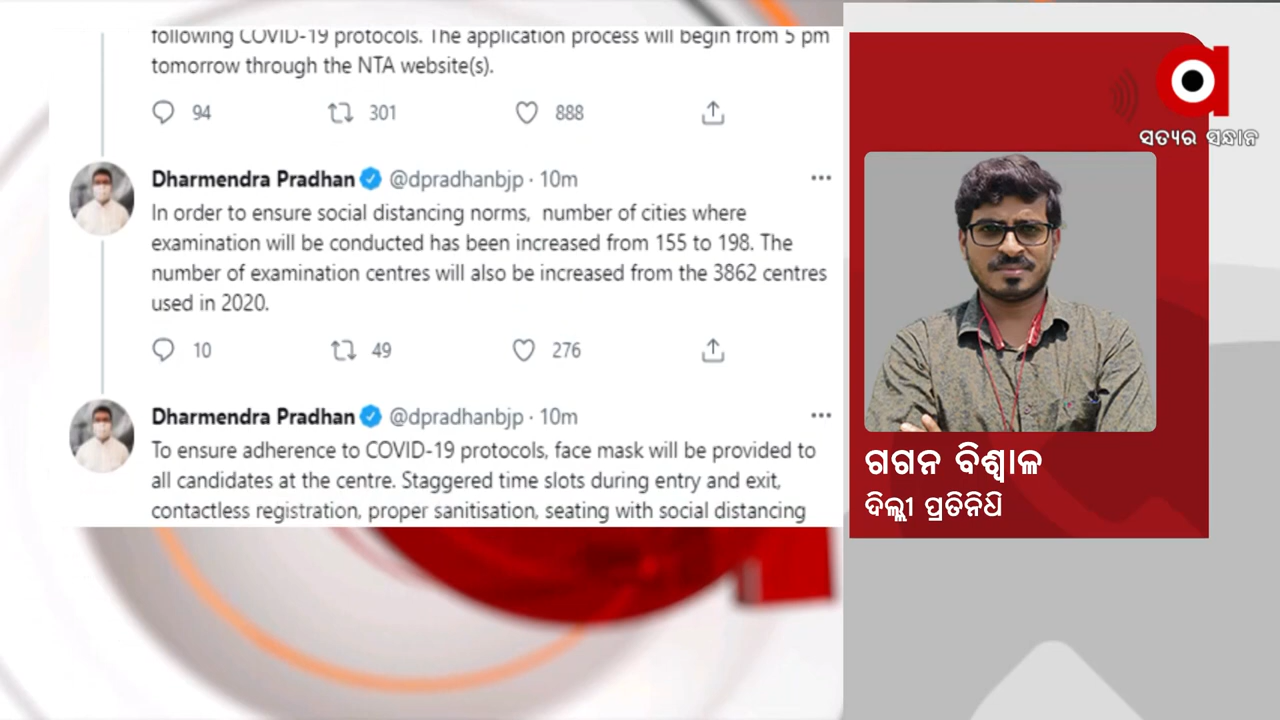 following COVID-19 protocols. The application process will begin from 5 pm
tomorrow through the NTA website(s).
94 301 888
Dharmendra Pradhan @dpradhanbjp · 10m
In order to ensure social distancing norms, number of cities where
examination will be conducted has been increased from 155 to 198. The
number of examination centres will also be increased from the 3862 centres
used in 2020.
10 49 276
Dharmendra Pradhan @dpradhanbjp · 10m
To ensure adherence to COVID-19 protocols, face mask will be provided to
all candidates at the centre. Staggered time slots during entry and exit,
contactless registration, proper sanitisation, seating with social distancing
a
ସତ୍ୟର ସନ୍ଧାନ
ଗଗନ ବିଶ୍ୱାଳ
ଦିଲ୍ଲୀ ପ୍ରତିନିଧି